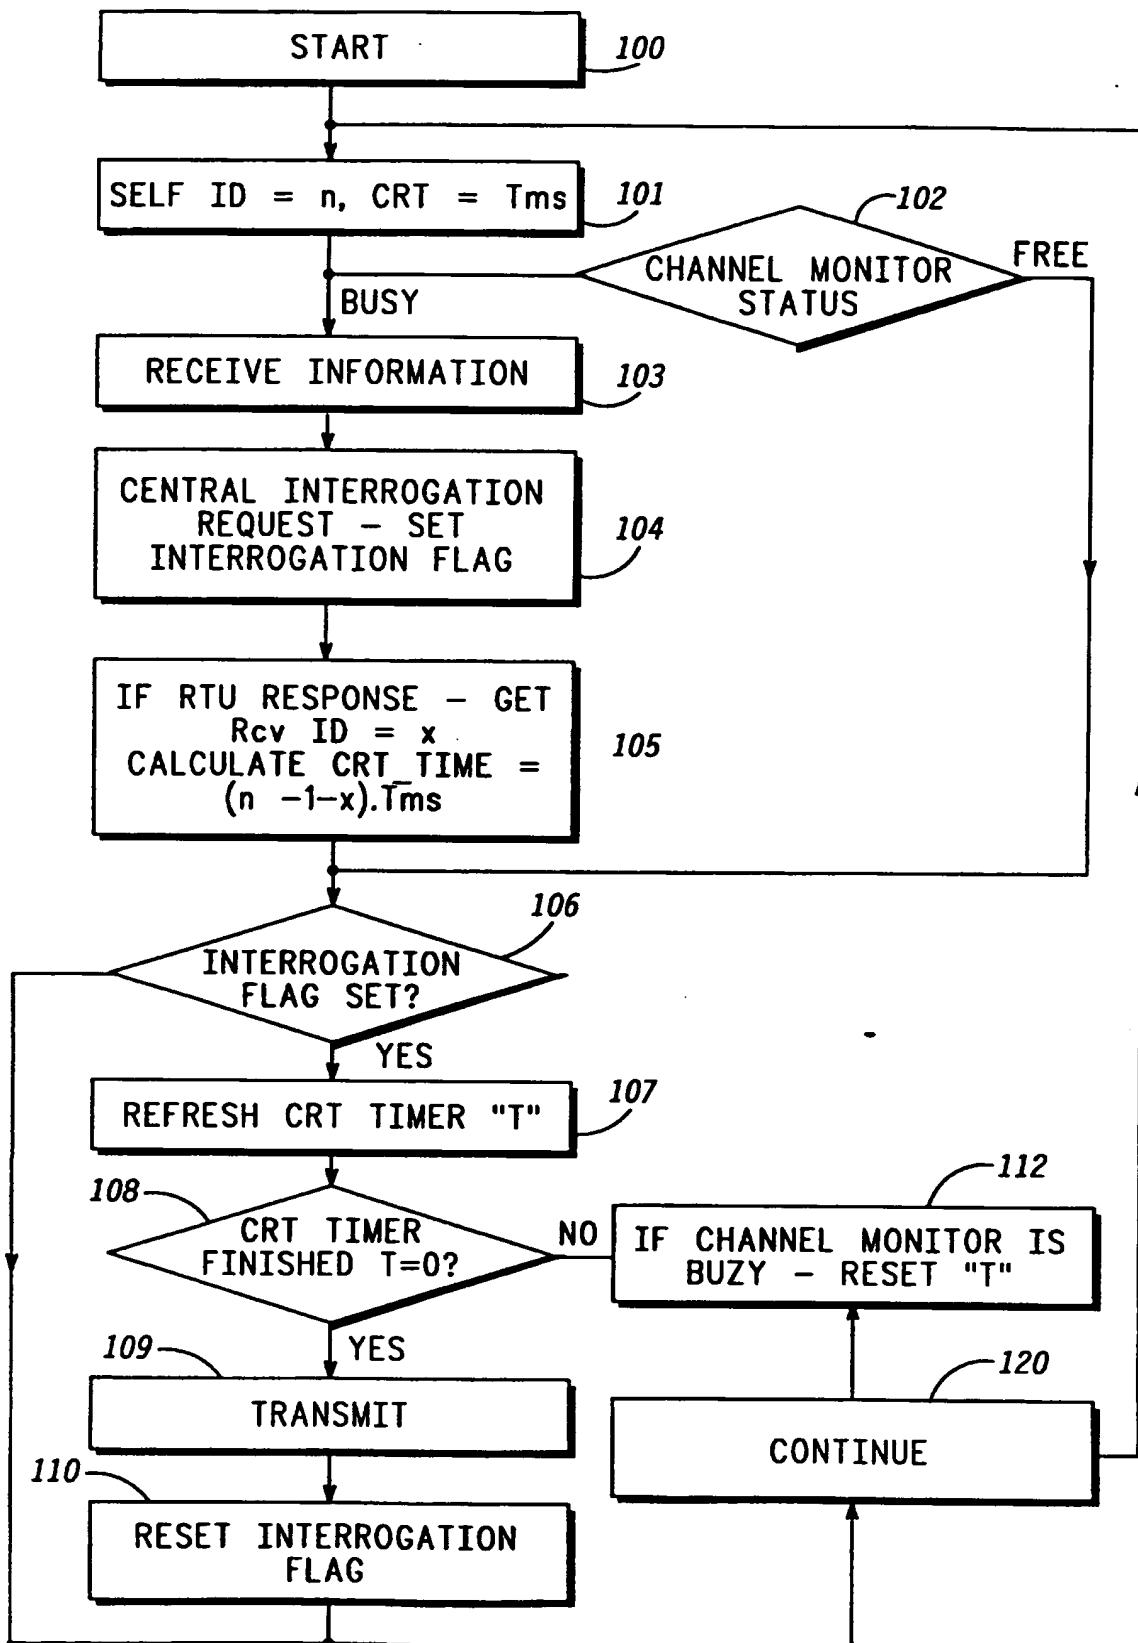 START
100
SELF ID = n, CRT = Tms
101
102
CHANNEL MONITOR
STATUS
FREE
BUSY
RECEIVE INFORMATION
103
CENTRAL INTERROGATION
REQUEST – SET
INTERROGATION FLAG
104
IF RTU RESPONSE – GET
Rcv ID = x
CALCULATE CRT_TIME =
(n -1-x).Tms
105
106
INTERROGATION
FLAG SET?
YES
REFRESH CRT TIMER "T"
107
108
CRT TIMER
FINISHED T=0?
NO
112
IF CHANNEL MONITOR IS
BUZY – RESET "T"
YES
109
TRANSMIT
120
CONTINUE
110
RESET INTERROGATION
FLAG